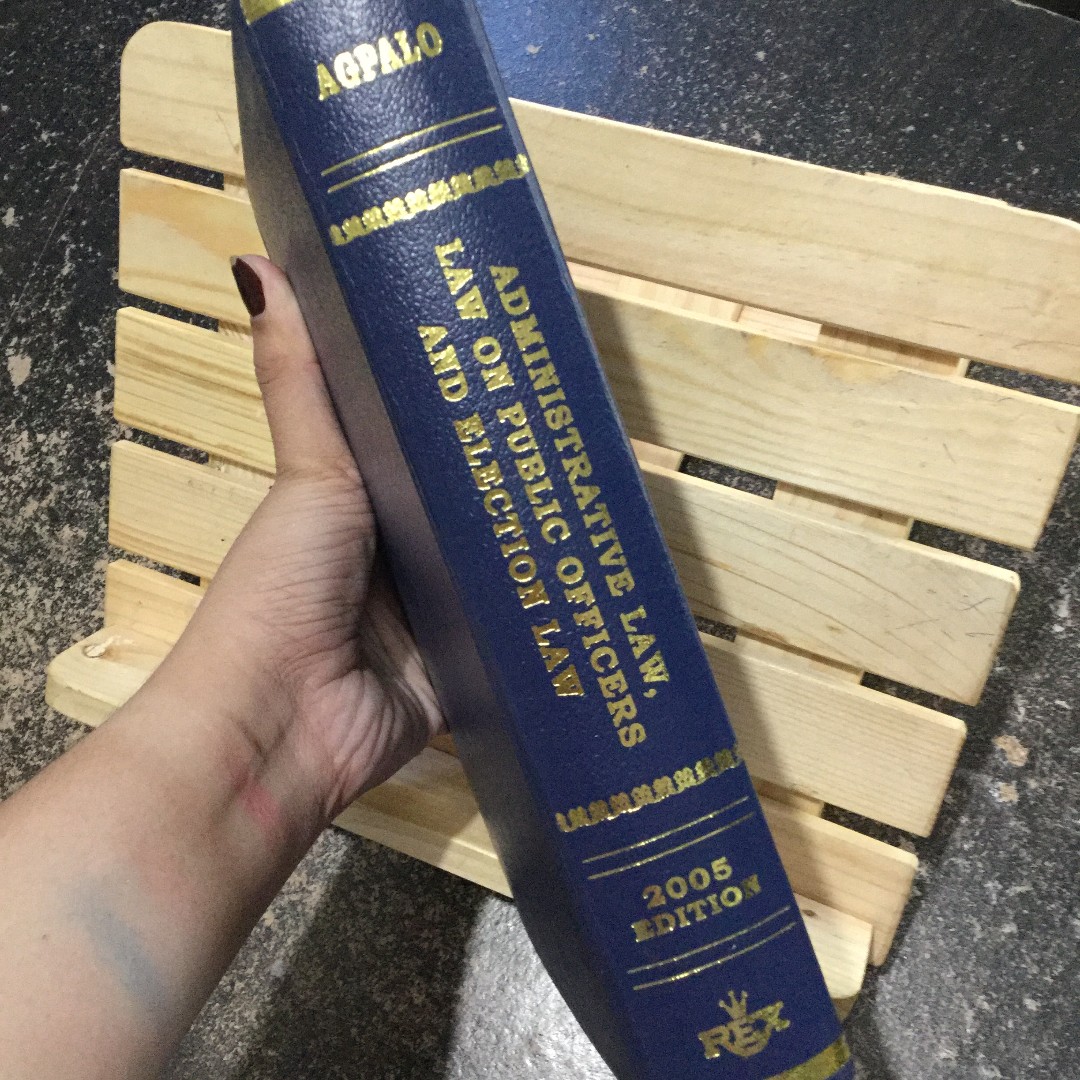 AGPALO
ADMINISTRATIVE LAW,
LAW ON PUBLIC OFFICERS
AND ELECTION LAW
2005
EDITION
REX